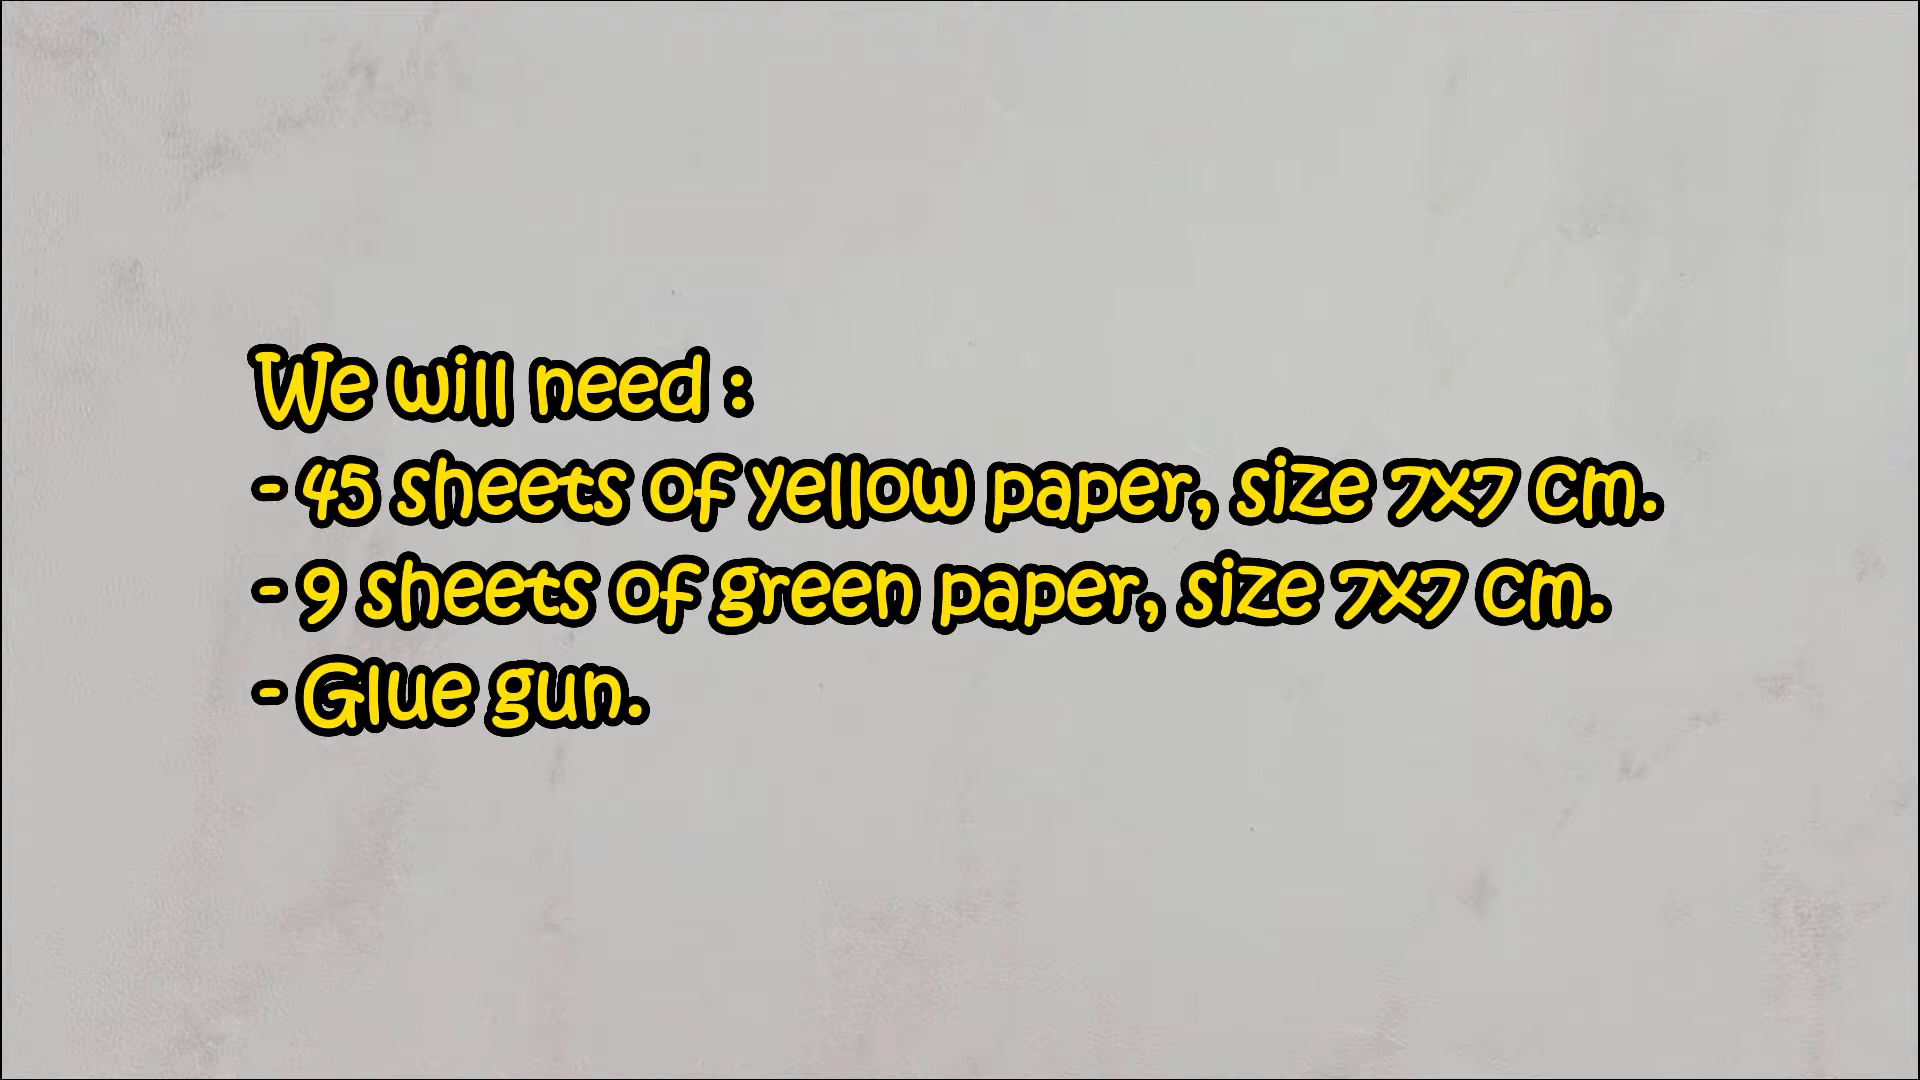 We will need :
- 45 sheets of yellow paper, size 7x7 cm.
- 9 sheets of green paper, size 7x7 cm.
- Glue gun.